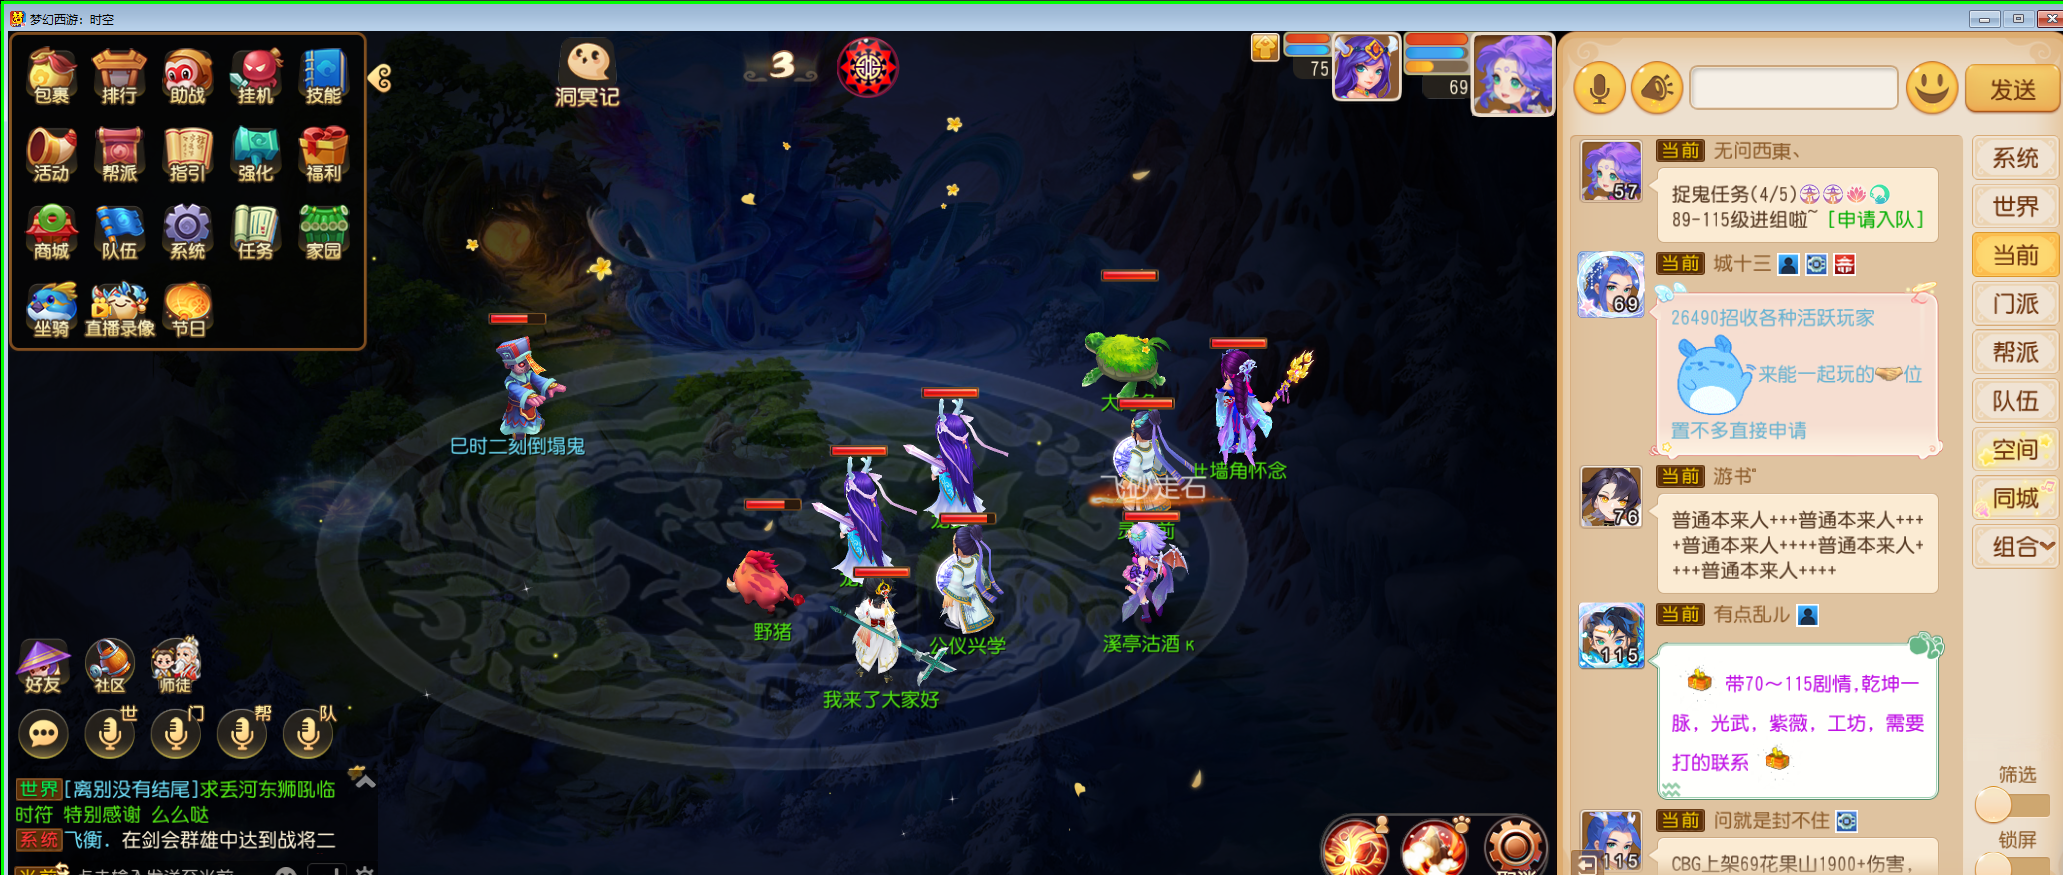 梦幻西游：时空
包裹 排行 助战 挂机 技能
活动 帮派 指引 强化 福利
商城 队伍 系统 任务 家园
坐骑 直播录像 节日
洞冥记
3
75
69
巳时二刻倒塌鬼
世墙角怀念
飞砂走石
野猪
公仪兴学
溪亭沽酒 K
我来了大家好
好友 社区 师徒
世 门 帮 队
世界 [离别没有结尾]求丢河东狮吼临
时符 特别感谢 么么哒
系统 飞衡. 在剑会群雄中达到战将二
发送
57
当前 无问西東、
捉鬼任务(4/5)
89-115级进组啦~ [申请入队]
69
当前 城十三
26490招收各种活跃玩家
来能一起玩的 位
置不多直接申请
76
当前 游书"
普通本来人+++普通本来人+++
+普通本来人++++普通本来人+
+++普通本来人++++
115
当前 有点乱ル
带70～115剧情,乾坤一
脉, 光武, 紫薇, 工坊, 需要
打的联系
115
当前 问就是封不住
CBG上架69花果山1900+伤害,
系统
世界
当前
门派
帮派
队伍
空间
同城
组合
筛选
锁屏